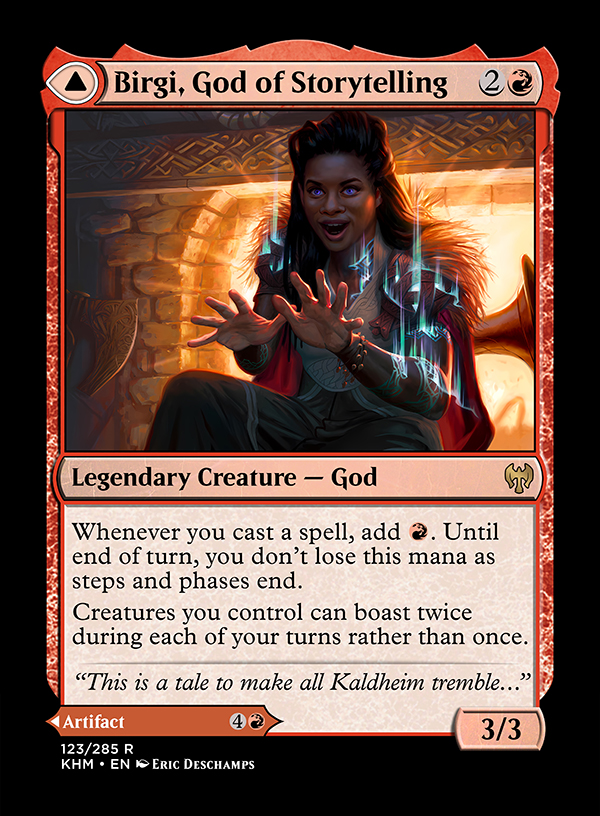 Birgi, God of Storytelling 2
Legendary Creature — God
Whenever you cast a spell, add . Until
end of turn, you don't lose this mana as
steps and phases end.
Creatures you control can boast twice
during each of your turns rather than once.
“This is a tale to make all Kaldheim tremble...”
Artifact 4
3/3
123/285 R
KHM • EN Eric Deschamps